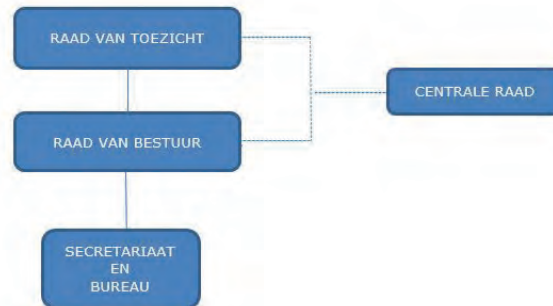 RAAD VAN TOEZICHT
CENTRALE RAAD
RAAD VAN BESTUUR
SECRETARIAAT
EN
BUREAU